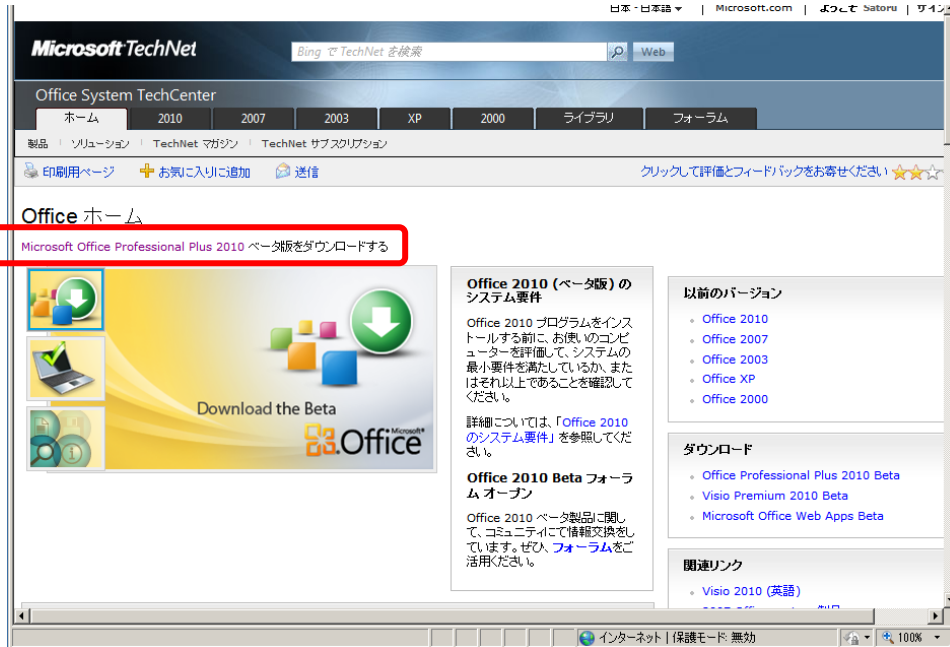 日本 - 日本語 | Microsoft.com | ようこそ Satoru | サイン
Microsoft TechNet
Bing で TechNet を検索
Web
Office System TechCenter
ホーム 2010 2007 2003 XP 2000 ライブラリ フォーラム
製品 | ソリューション | TechNet マガジン | TechNet サブスクリプション
印刷用ページ お気に入りに追加 送信 クリックして評価とフィードバックをお寄せください
Office ホーム
Microsoft Office Professional Plus 2010 ベータ版をダウンロードする
Download the Beta
Microsoft
Office
Office 2010 (ベータ版) の
システム要件
Office 2010 プログラムをインス
トールする前に、お使いのコンピ
ューターを評価して、システムの
最小要件を満たしているか、また
はそれ以上であることを確認して
ください。
詳細については、「Office 2010
のシステム要件」を参照してくだ
さい。
Office 2010 Beta フォーラ
ム オープン
Office 2010 ベータ製品に関し
て、コミュニティにて情報交換をし
ています。ぜひ、フォーラムをご
活用ください。
以前のバージョン
Office 2010
Office 2007
Office 2003
Office XP
Office 2000
ダウンロード
Office Professional Plus 2010 Beta
Visio Premium 2010 Beta
Microsoft Office Web Apps Beta
関連リンク
Visio 2010 (英語)
インターネット | 保護モード: 無効 100%